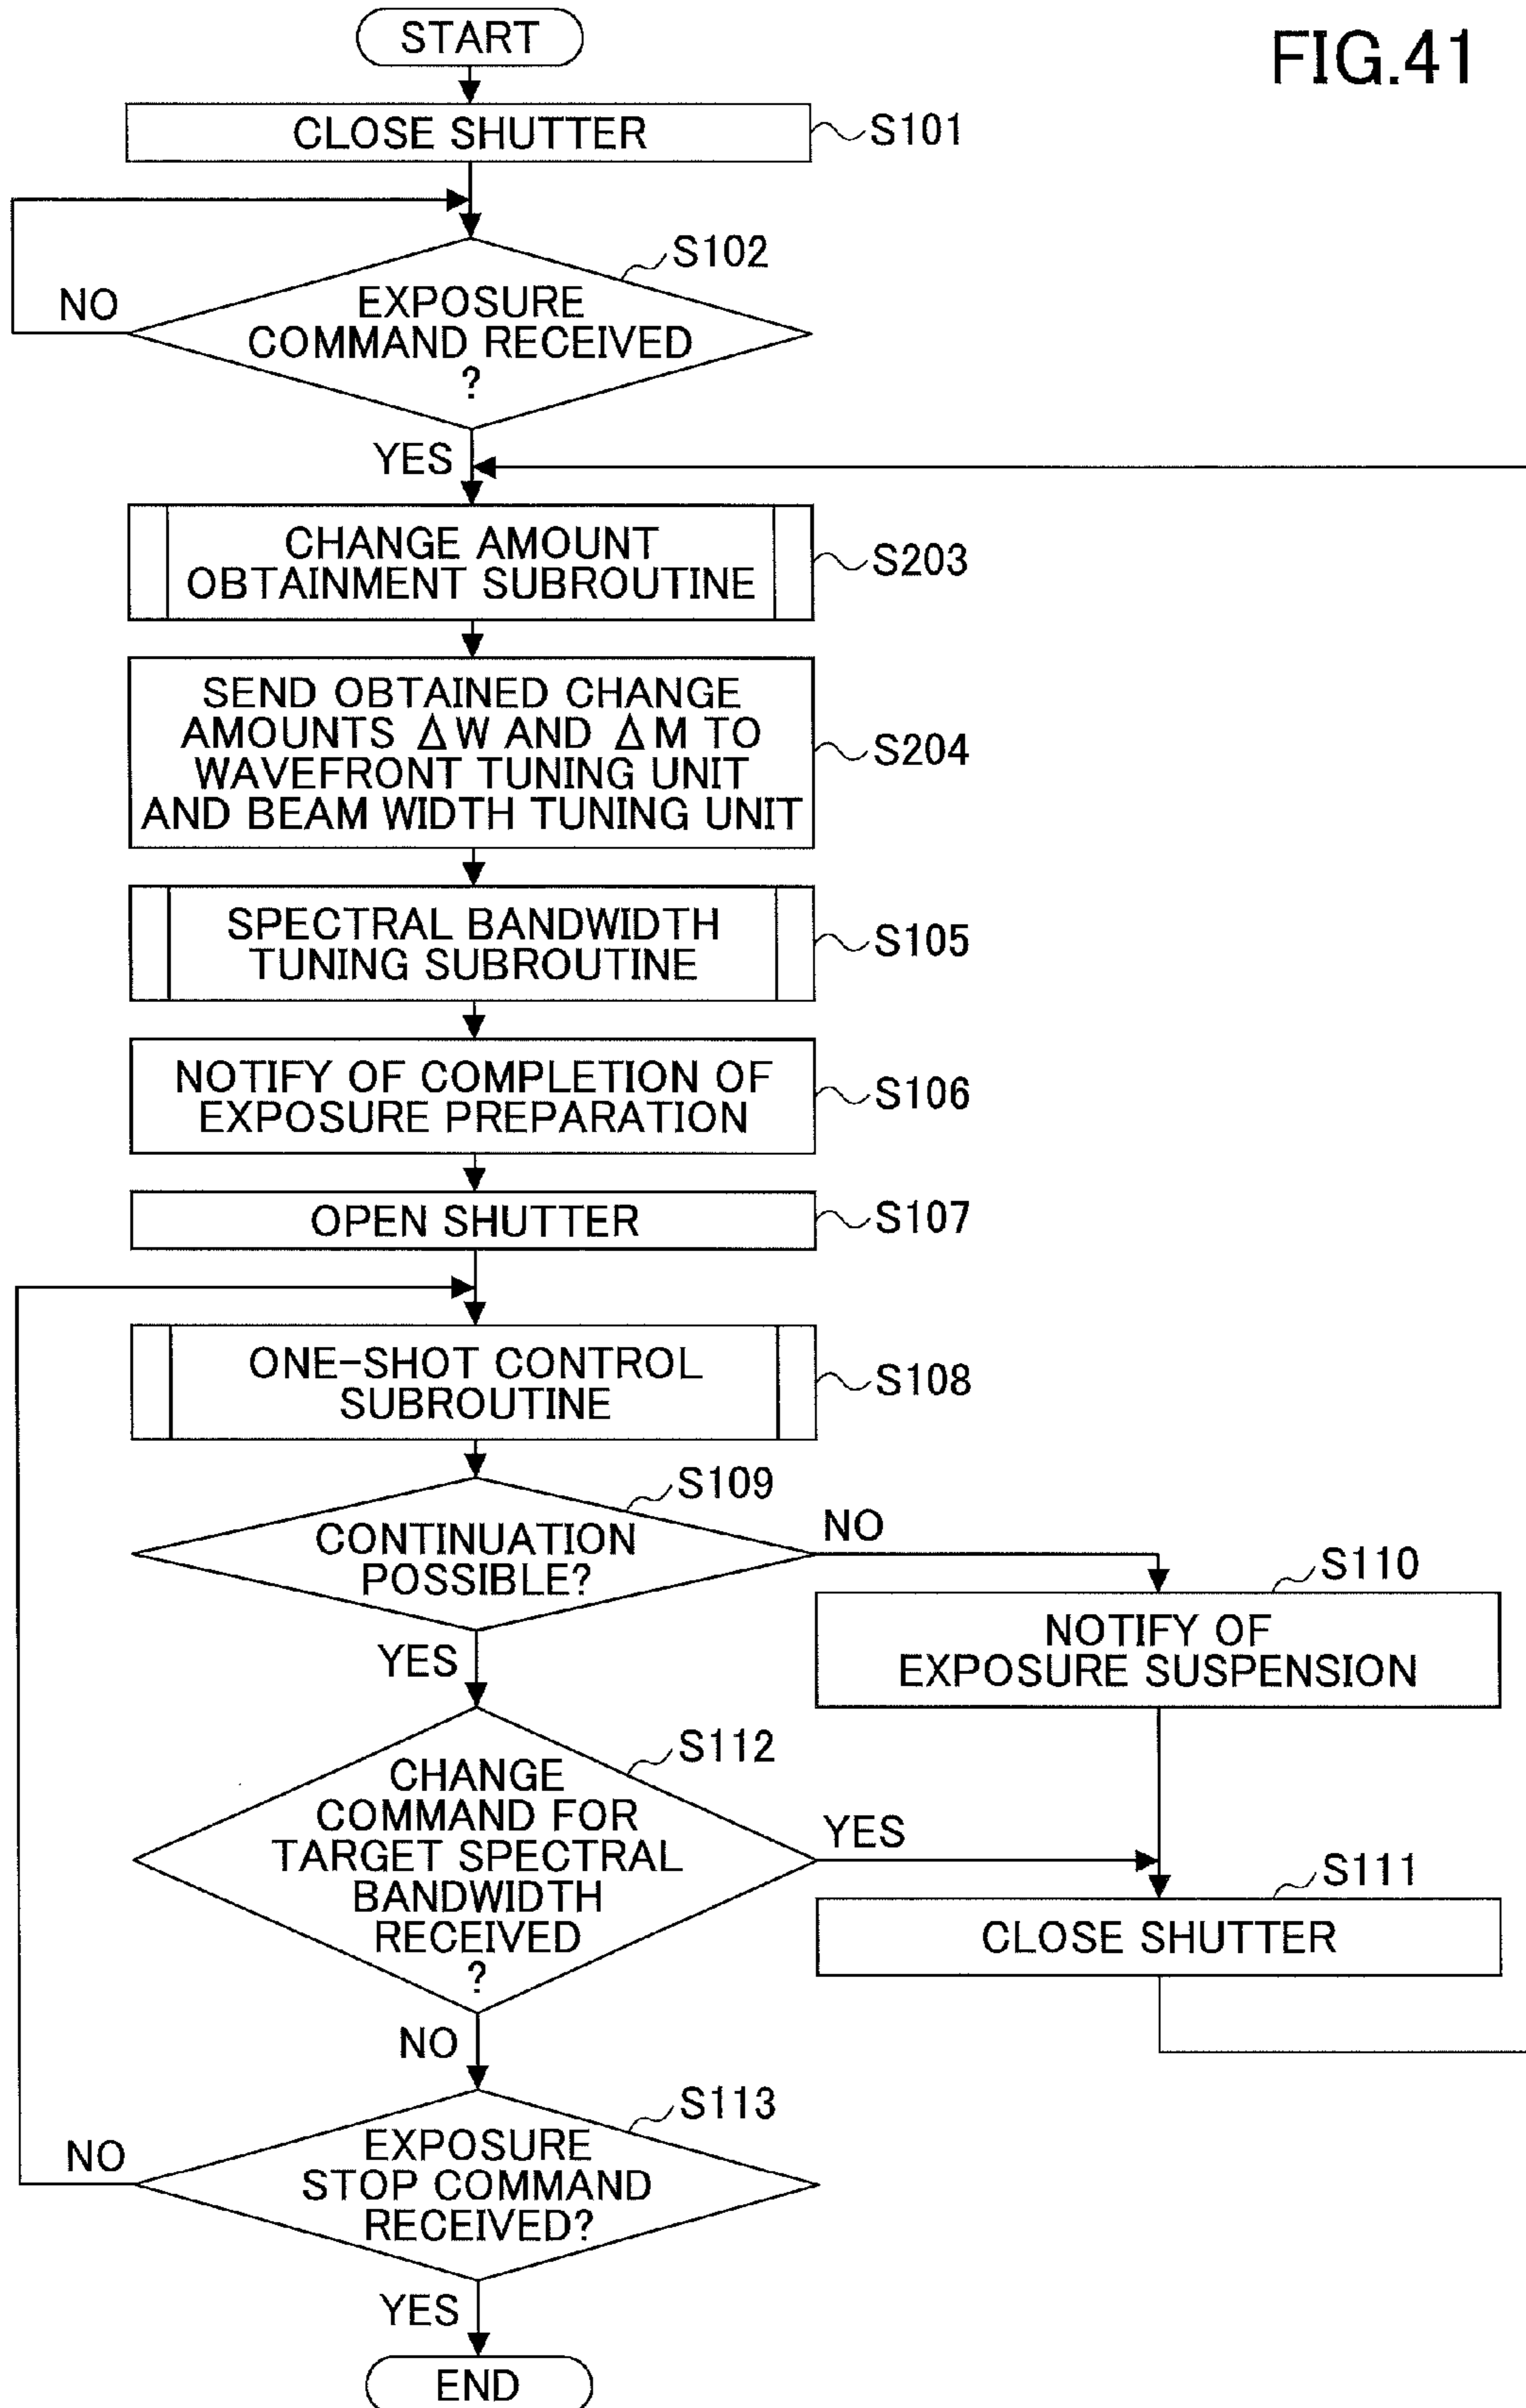 FIG.41
START
CLOSE SHUTTER
S101
S102
EXPOSURE
COMMAND RECEIVED
?
NO
YES
CHANGE AMOUNT
OBTAINMENT SUBROUTINE
S203
SEND OBTAINED CHANGE
AMOUNTS ΔW AND ΔM TO
WAVEFRONT TUNING UNIT
AND BEAM WIDTH TUNING UNIT
S204
SPECTRAL BANDWIDTH
TUNING SUBROUTINE
S105
NOTIFY OF COMPLETION OF
EXPOSURE PREPARATION
S106
OPEN SHUTTER
S107
ONE-SHOT CONTROL
SUBROUTINE
S108
S109
CONTINUATION
POSSIBLE?
NO
YES
S110
NOTIFY OF
EXPOSURE SUSPENSION
S112
CHANGE
COMMAND FOR
TARGET SPECTRAL
BANDWIDTH
RECEIVED
?
YES
NO
S111
CLOSE SHUTTER
S113
EXPOSURE
STOP COMMAND
RECEIVED?
NO
YES
END